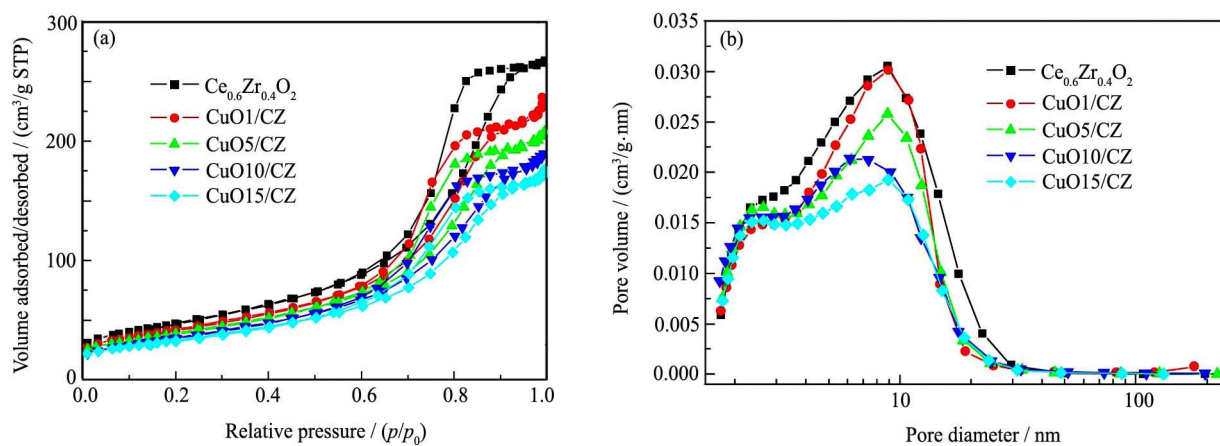 300
(a)
Volume adsorbed/desorbed / (cm³/g STP)
Ce₀.₆Zr₀.₄O₂
CuO1/CZ
CuO5/CZ
CuO10/CZ
CuO15/CZ
200
100
0
0.0 0.2 0.4 0.6 0.8 1.0
Relative pressure / (p/p₀)
0.035
(b)
0.030
0.025
0.020
0.015
0.010
0.005
0.000
Pore volume / (cm³/g·nm)
Ce₀.₆Zr₀.₄O₂
CuO1/CZ
CuO5/CZ
CuO10/CZ
CuO15/CZ
10 100
Pore diameter / nm